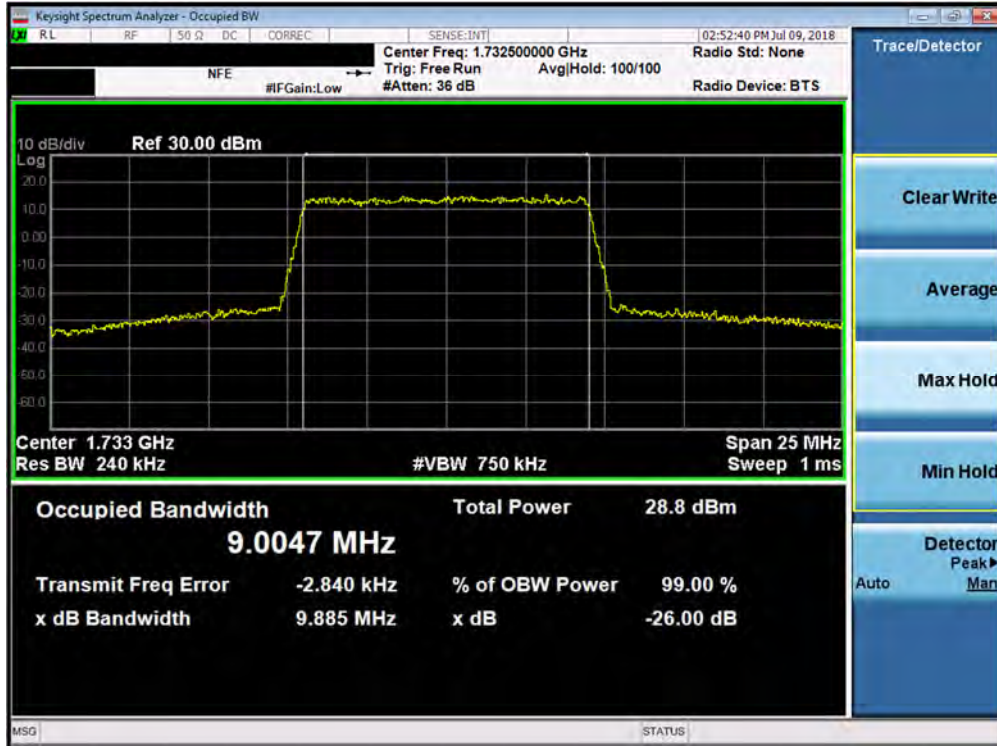 Keysight Spectrum Analyzer - Occupied BW
LXI RL RF 50 Ω DC CORREC SENSE:INT 02:52:40 PM Jul 09, 2018
Center Freq: 1.732500000 GHz Radio Std: None
NFE Trig: Free Run Avg|Hold: 100/100
#IFGain:Low #Atten: 36 dB Radio Device: BTS
10 dB/div Ref 30.00 dBm
Log
20.0
10.0
0.00
-10.0
-20.0
-30.0
-40.0
-50.0
-60.0
Center 1.733 GHz Span 25 MHz
Res BW 240 kHz #VBW 750 kHz Sweep 1 ms
Occupied Bandwidth Total Power 28.8 dBm
9.0047 MHz
Transmit Freq Error -2.840 kHz % of OBW Power 99.00 %
x dB Bandwidth 9.885 MHz x dB -26.00 dB
Trace/Detector
Clear Write
Average
Max Hold
Min Hold
Detector
Peak▶
Auto Man
MSG STATUS